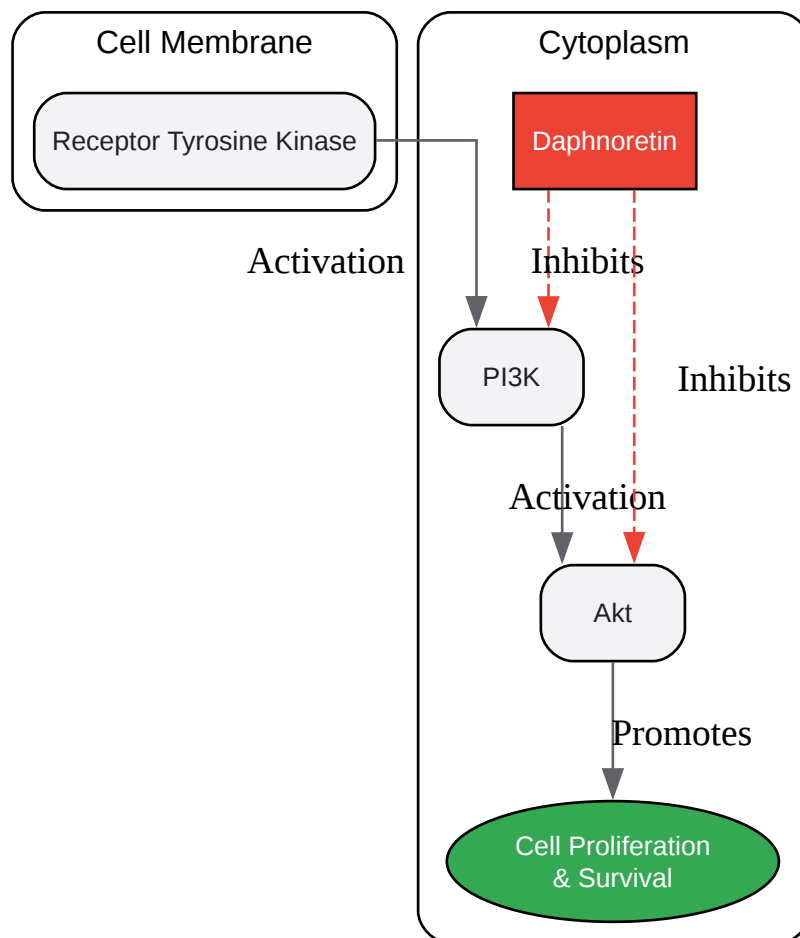 Cell Membrane
Cytoplasm
Receptor Tyrosine Kinase
Daphnoretin
Activation
Inhibits
PI3K
Inhibits
Activation
Akt
Promotes
Cell Proliferation
& Survival